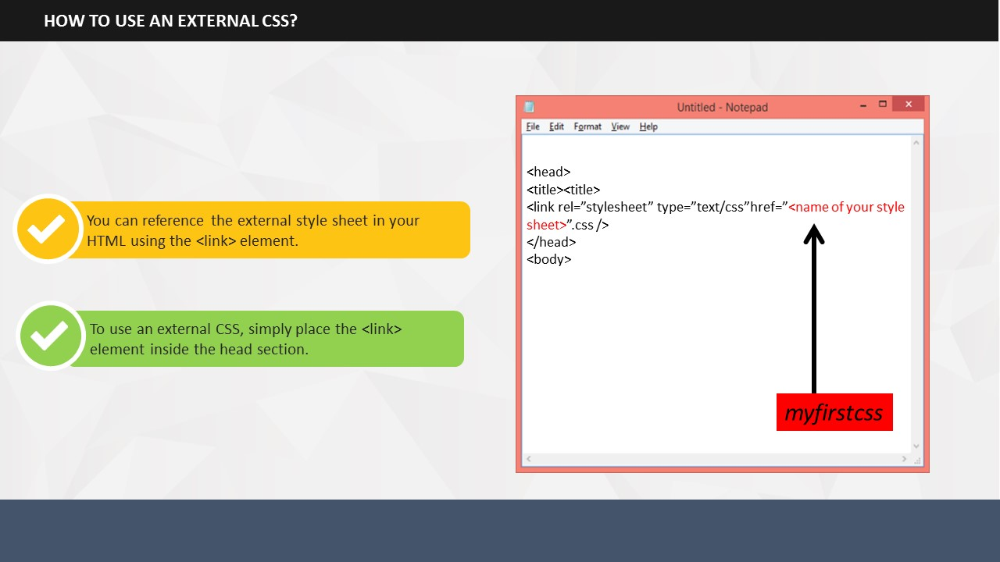 HOW TO USE AN EXTERNAL CSS?
You can reference the external style sheet in your
HTML using the <link> element.
To use an external CSS, simply place the <link>
element inside the head section.
Untitled - Notepad
File Edit Format View Help
<head>
<title><title>
<link rel=”stylesheet” type=”text/css”href=”<name of your style
sheet>”.css />
</head>
<body>
myfirstcss